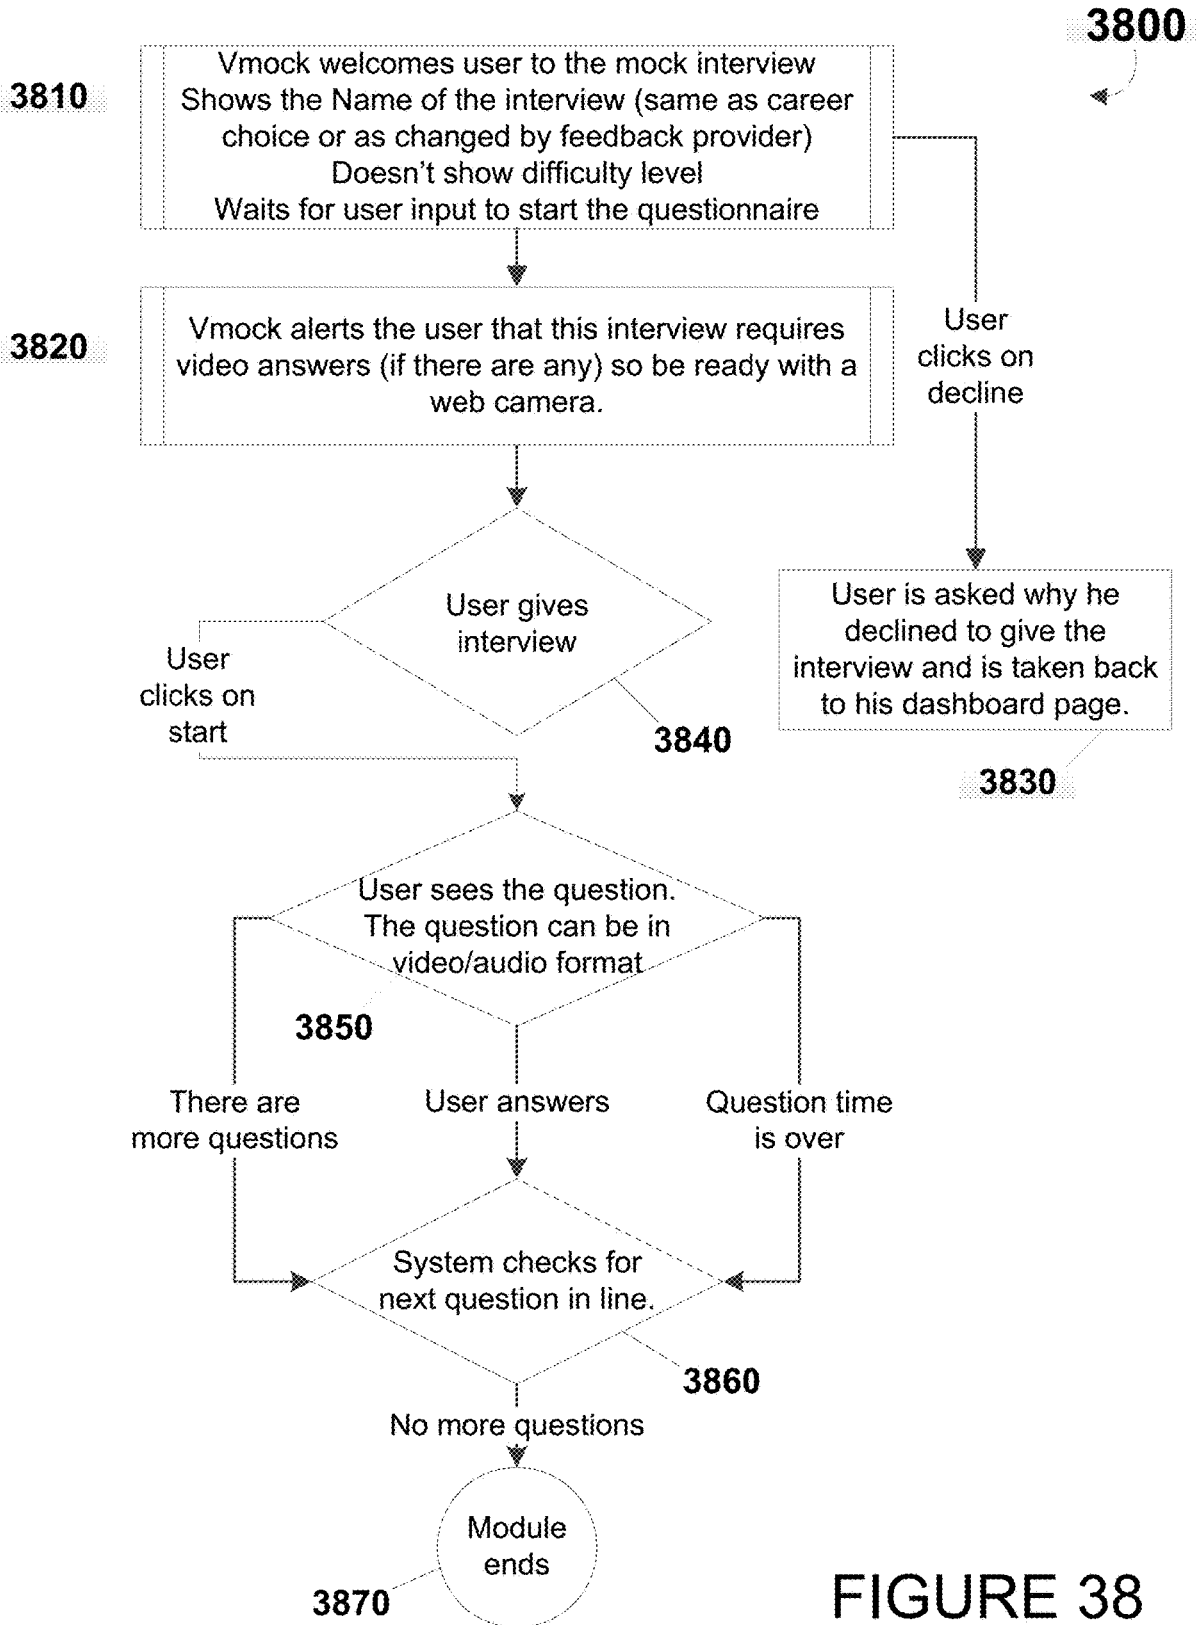 3800
3810
Vmock welcomes user to the mock interview
Shows the Name of the interview (same as career
choice or as changed by feedback provider)
Doesn't show difficulty level
Waits for user input to start the questionnaire
3820
Vmock alerts the user that this interview requires
video answers (if there are any) so be ready with a
web camera.
User
clicks on
decline
User gives
interview
3840
User is asked why he
declined to give the
interview and is taken back
to his dashboard page.
3830
User
clicks on
start
User sees the question.
The question can be in
video/audio format
3850
There are
more questions
User answers
Question time
is over
System checks for
next question in line.
3860
No more questions
Module
ends
3870
FIGURE 38